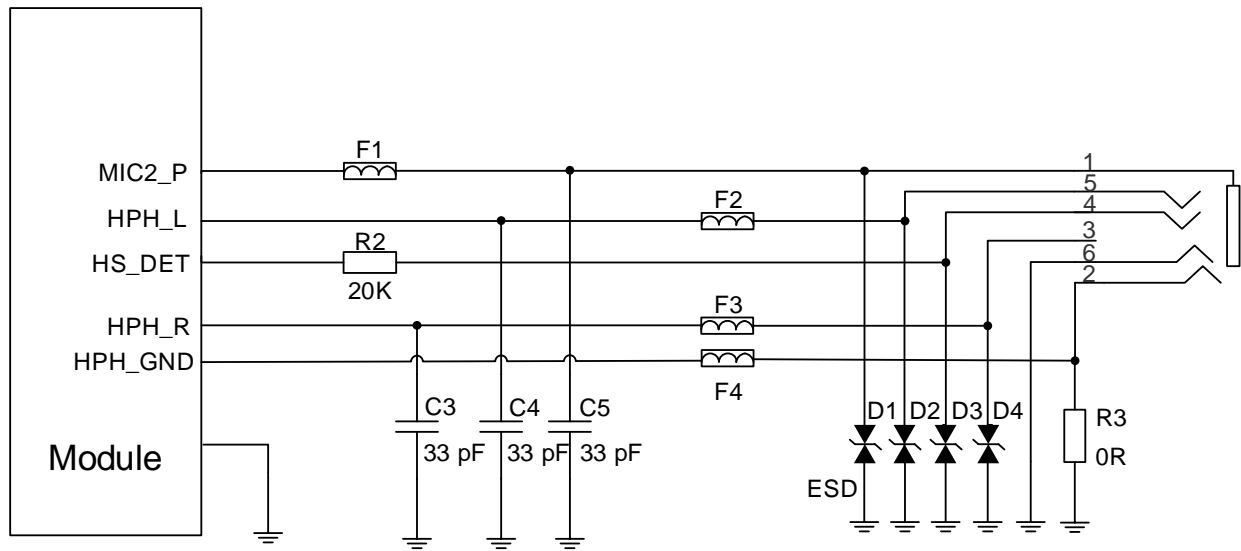 F1
MIC2_P
1
5
F2
4
HPH_L
R2
3
HS_DET
6
20K
2
F3
HPH_R
HPH_GND
F4
C3
C4
C5
D1
D2
D3
D4
R3
33 pF
33 pF
33 pF
0R
Module
ESD